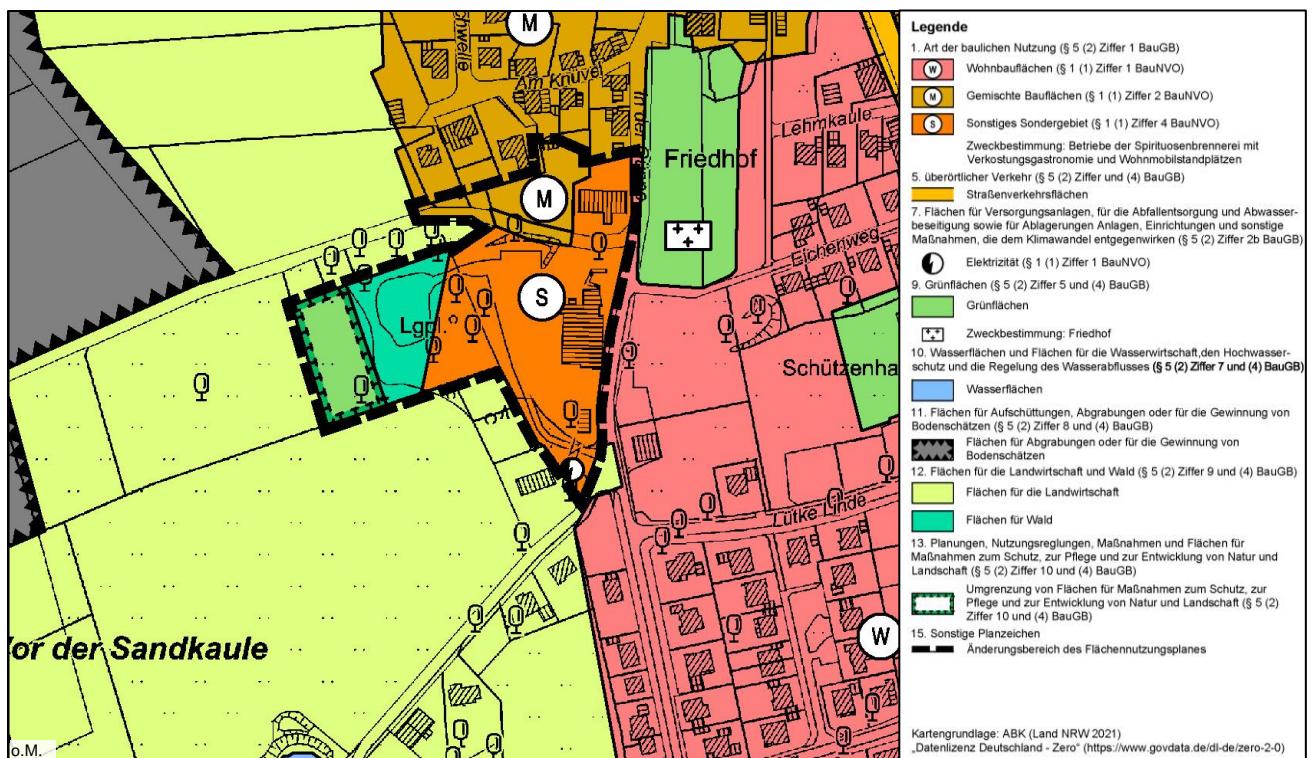 M
chwelle
Am Knüvel
In der
Lehmkaule
Friedhof
M
Eichenweg
S
Lgpl.
Schützenha
Lütke Linde
W
or der Sandkaule
o.M.
Legende
1. Art der baulichen Nutzung (§ 5 (2) Ziffer 1 BauGB)
W Wohnbauflächen (§ 1 (1) Ziffer 1 BauNVO)
M Gemischte Bauflächen (§ 1 (1) Ziffer 2 BauNVO)
S Sonstiges Sondergebiet (§ 1 (1) Ziffer 4 BauNVO)
Zweckbestimmung: Betriebe der Spirituosenbrennerei mit
Verkostungsgastronomie und Wohnmobilstandplätzen
5. überörtlicher Verkehr (§ 5 (2) Ziffer und (4) BauGB)
Straßenverkehrsflächen
7. Flächen für Versorgungsanlagen, für die Abfallentsorgung und Abwasser-
beseitigung sowie für Ablagerungen Anlagen, Einrichtungen und sonstige
Maßnahmen, die dem Klimawandel entgegenwirken (§ 5 (2) Ziffer 2b BauGB)
Elektrizität (§ 1 (1) Ziffer 1 BauNVO)
9. Grünflächen (§ 5 (2) Ziffer 5 und (4) BauGB)
Grünflächen
Zweckbestimmung: Friedhof
10. Wasserflächen und Flächen für die Wasserwirtschaft,den Hochwasser-
schutz und die Regelung des Wasserabflusses (§ 5 (2) Ziffer 7 und (4) BauGB)
Wasserflächen
11. Flächen für Aufschüttungen, Abgrabungen oder für die Gewinnung von
Bodenschätzen (§ 5 (2) Ziffer 8 und (4) BauGB)
Flächen für Abgrabungen oder für die Gewinnung von
Bodenschätzen
12. Flächen für die Landwirtschaft und Wald (§ 5 (2) Ziffer 9 und (4) BauGB)
Flächen für die Landwirtschaft
Flächen für Wald
13. Planungen, Nutzungsreglungen, Maßnahmen und Flächen für
Maßnahmen zum Schutz, zur Pflege und zur Entwicklung von Natur und
Landschaft (§ 5 (2) Ziffer 10 und (4) BauGB)
Umgrenzung von Flächen für Maßnahmen zum Schutz, zur
Pflege und zur Entwicklung von Natur und Landschaft (§ 5 (2)
Ziffer 10 und (4) BauGB)
15. Sonstige Planzeichen
Änderungsbereich des Flächennutzungsplanes
Kartengrundlage: ABK (Land NRW 2021)
„Datenlizenz Deutschland - Zero“ (https://www.govdata.de/dl-de/zero-2-0)